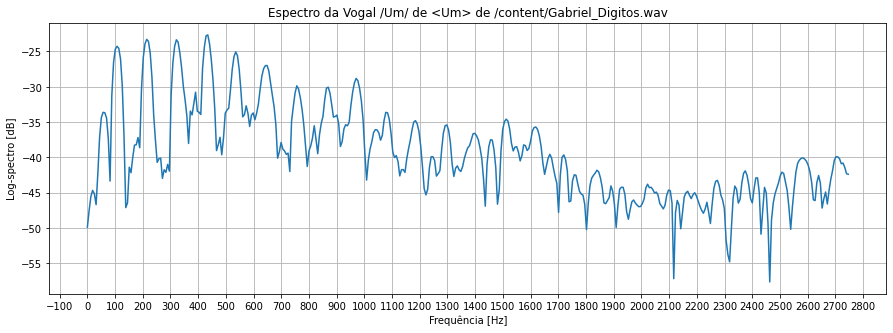 Espectro da Vogal /Um/ de <Um> de /content/Gabriel_Digitos.wav
Log-spectro [dB]
−25
−30
−35
−40
−45
−50
−55
−100 0 100 200 300 400 500 600 700 800 900 1000 1100 1200 1300 1400 1500 1600 1700 1800 1900 2000 2100 2200 2300 2400 2500 2600 2700 2800
Frequência [Hz]